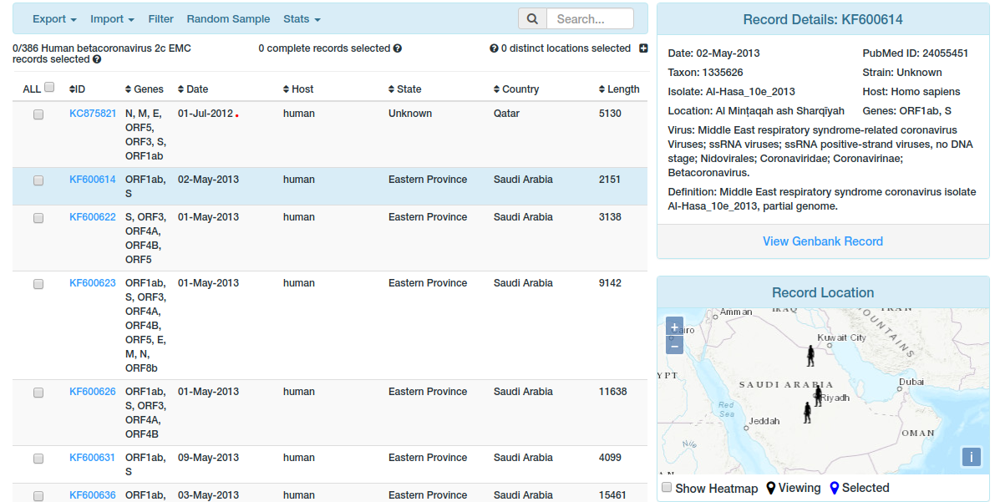 Export Import Filter Random Sample Stats Search...
0/386 Human betacoronavirus 2c EMC
records selected
0 complete records selected
0 distinct locations selected
ALL ID Genes Date Host State Country Length
KC875821 N, M, E, 01-Jul-2012 human Unknown Qatar 5130
ORF5,
ORF3, S,
ORF1ab
KF600614 ORF1ab, 02-May-2013 human Eastern Province Saudi Arabia 2151
S
KF600622 S, ORF3, 01-May-2013 human Eastern Province Saudi Arabia 3138
ORF4A,
ORF4B,
ORF5
KF600623 ORF1ab, 01-May-2013 human Eastern Province Saudi Arabia 9142
S, ORF3,
ORF4A,
ORF4B,
ORF5, E,
M, N,
ORF8b
KF600626 ORF1ab, 01-May-2013 human Eastern Province Saudi Arabia 11638
S, ORF3,
ORF4A,
ORF4B
KF600631 ORF1ab, 09-May-2013 human Eastern Province Saudi Arabia 4099
S
KF600636 ORF1ab, 03-May-2013 human Eastern Province Saudi Arabia 15461
Record Details: KF600614
Date: 02-May-2013 PubMed ID: 24055451
Taxon: 1335626 Strain: Unknown
Isolate: Al-Hasa_10e_2013 Host: Homo sapiens
Location: Al Minţaqah ash Sharqīyah Genes: ORF1ab, S
Virus: Middle East respiratory syndrome-related coronavirus
Viruses; ssRNA viruses; ssRNA positive-strand viruses, no DNA
stage; Nidovirales; Coronaviridae; Coronavirinae;
Betacoronavirus.
Definition: Middle East respiratory syndrome coronavirus isolate
Al-Hasa_10e_2013, partial genome.
View Genbank Record
Record Location
Amman IRAQ IRAN
+
airo
−
OUNTAINS
Kuwait City
YPT
SAUDI ARABIA
Dubai
Riyadh
Red
Sea
Jeddah
OMAN
Nile
i
Show Heatmap Viewing Selected